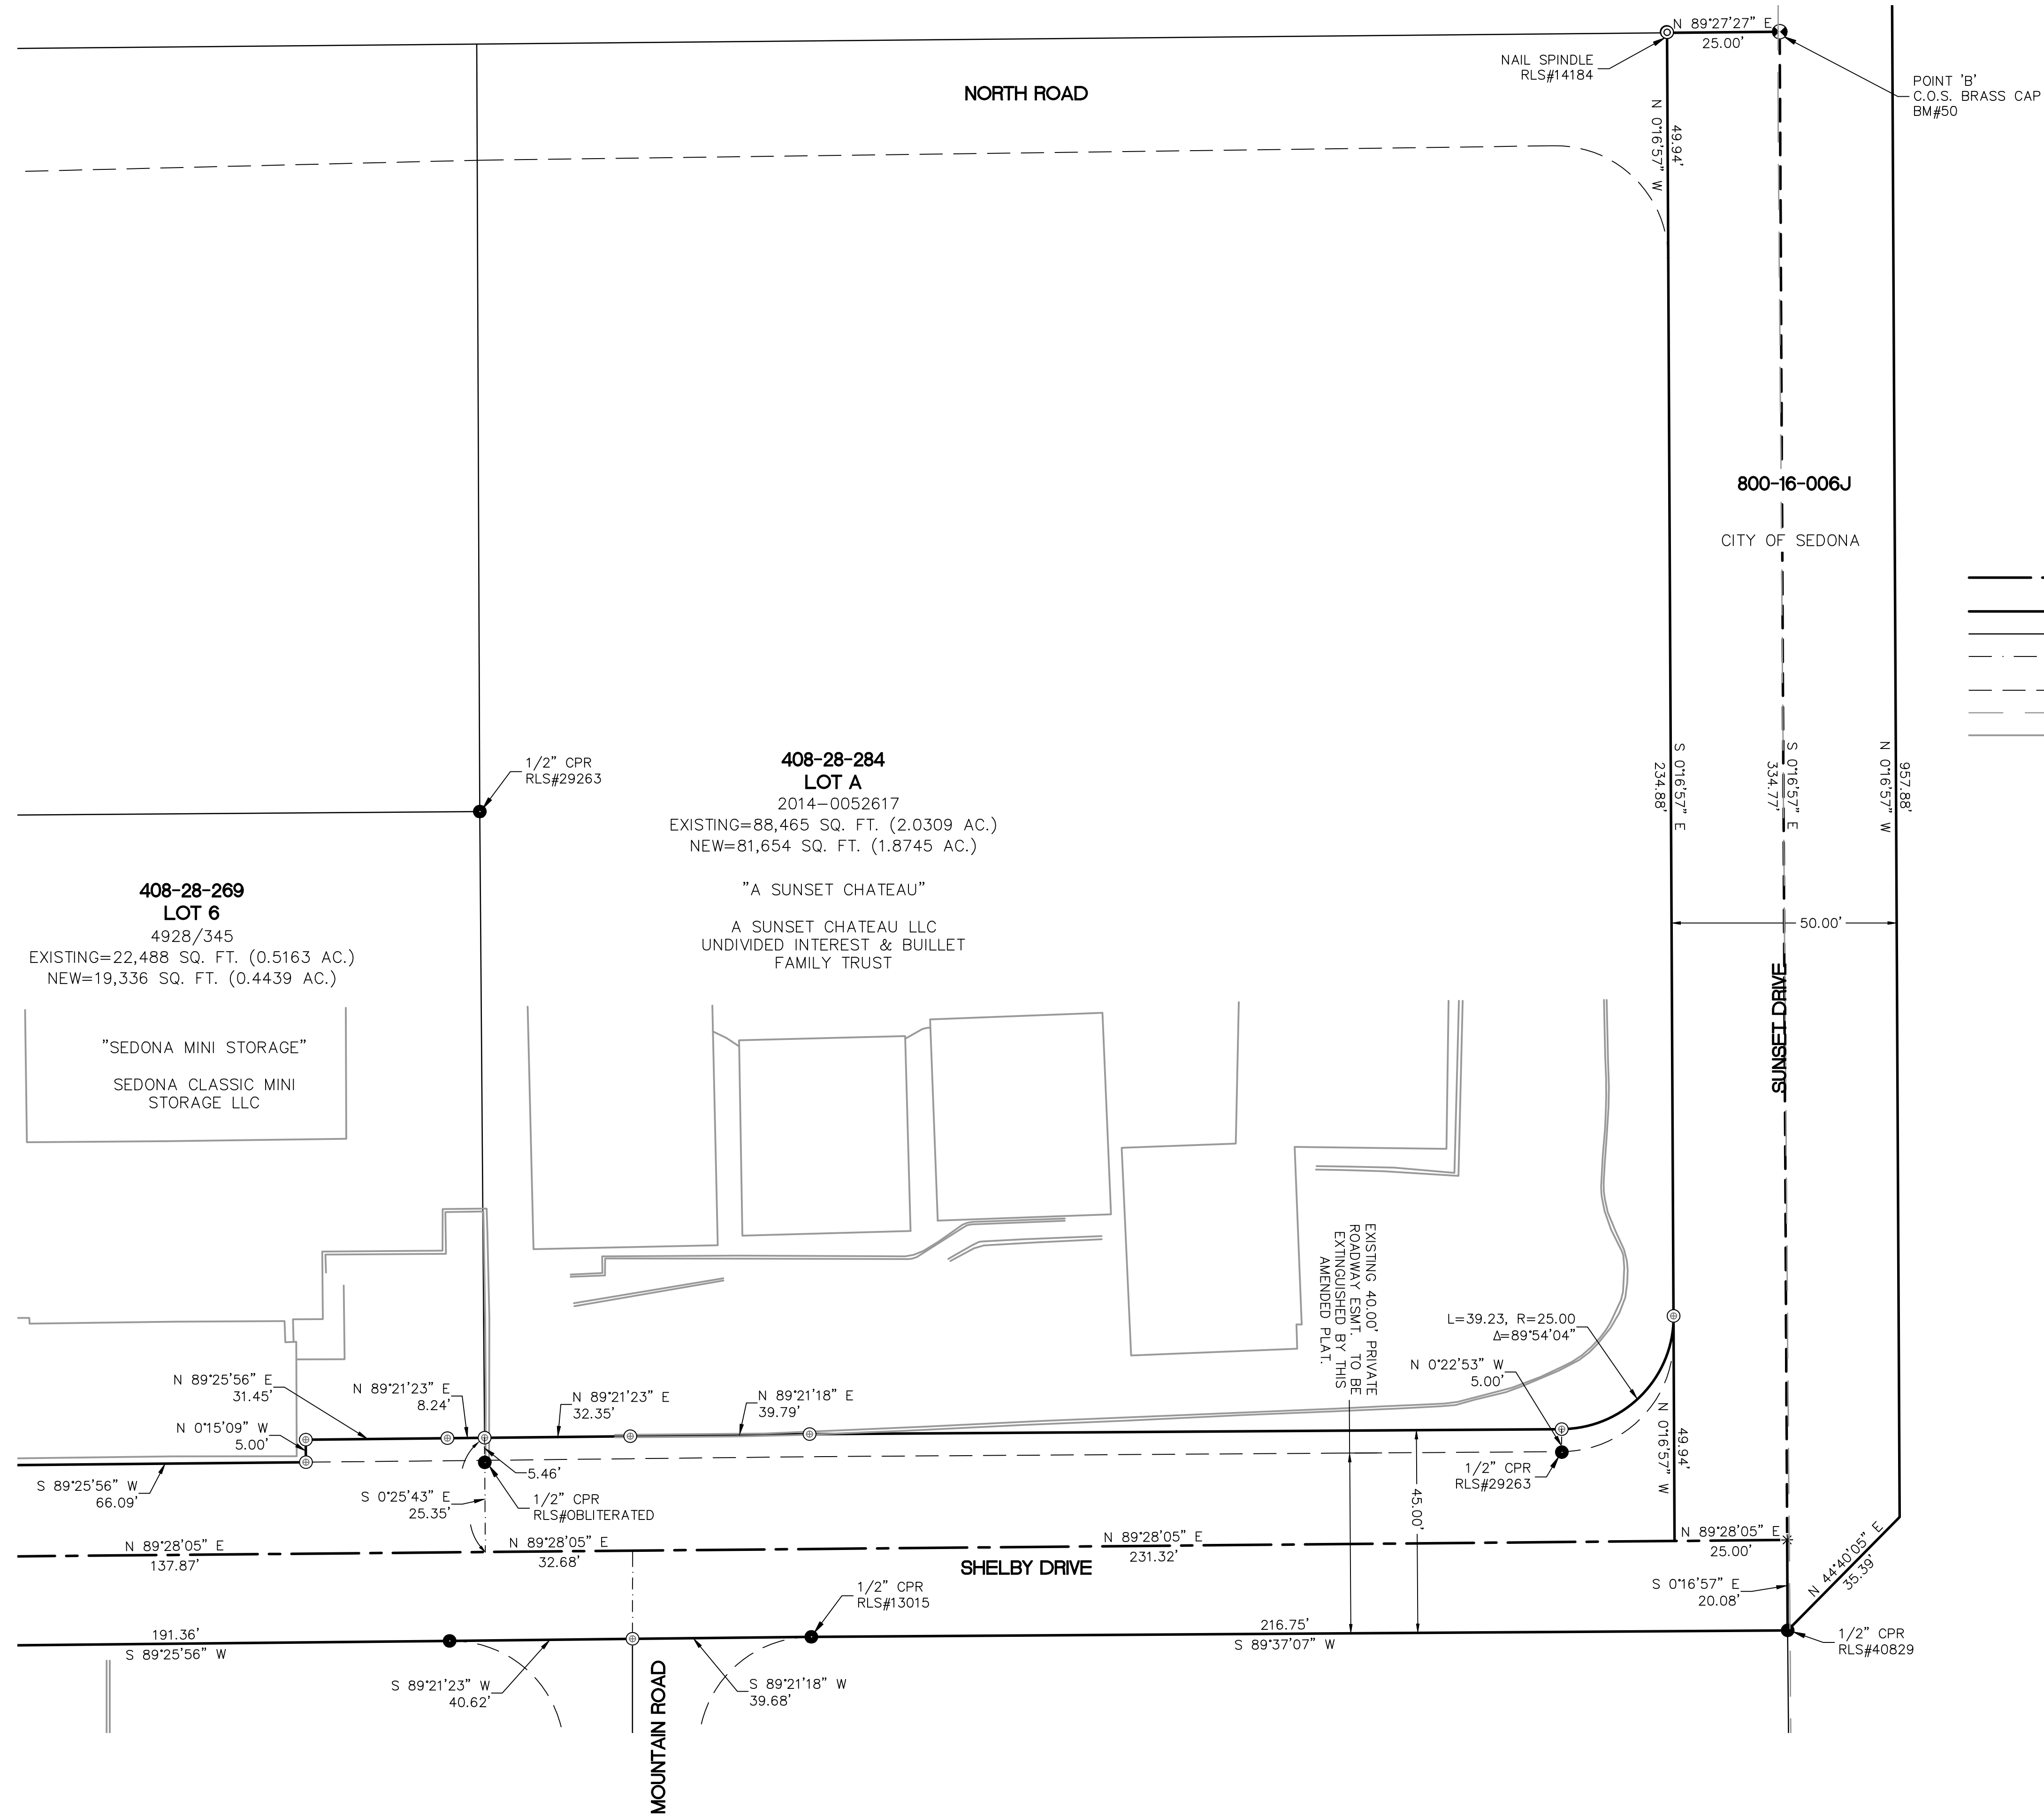 N 89°27'27" E
25.00'
NAIL SPINDLE
RLS#14184
POINT 'B'
C.O.S. BRASS CAP
BM#50
NORTH ROAD
N 0°16'57" W
49.94'
800-16-006J
CITY OF SEDONA
1/2" CPR
RLS#29263
408-28-284
LOT A
2014-0052617
EXISTING=88,465 SQ. FT. (2.0309 AC.)
NEW=81,654 SQ. FT. (1.8745 AC.)
"A SUNSET CHATEAU"
A SUNSET CHATEAU LLC
UNDIVIDED INTEREST & BUILLET
FAMILY TRUST
S 0°16'57" E
234.88'
S 0°16'57" E
334.77'
N 0°16'57" W
957.88'
408-28-269
LOT 6
4928/345
EXISTING=22,488 SQ. FT. (0.5163 AC.)
NEW=19,336 SQ. FT. (0.4439 AC.)
"SEDONA MINI STORAGE"
SEDONA CLASSIC MINI
STORAGE LLC
50.00'
SUNSET DRIVE
EXISTING 40.00' PRIVATE
ROADWAY ESMT. TO BE
EXTINGUISHED BY THIS
AMENDED PLAT.
L=39.23, R=25.00
Δ=89°54'04"
N 0°22'53" W
5.00'
N 89°25'56" E
31.45'
N 89°21'23" E
8.24'
N 89°21'23" E
32.35'
N 89°21'18" E
39.79'
N 0°15'09" W
5.00'
S 89°25'56" W
66.09'
5.46'
S 0°25'43" E
25.35'
1/2" CPR
RLS#OBLITERATED
1/2" CPR
RLS#29263
45.00'
N 0°16'57" W
49.94'
N 89°28'05" E
137.87'
N 89°28'05" E
32.68'
N 89°28'05" E
231.32'
N 89°28'05" E
25.00'
SHELBY DRIVE
1/2" CPR
RLS#13015
S 0°16'57" E
20.08'
N 44°40'05" E
35.39'
191.36'
S 89°25'56" W
216.75'
S 89°37'07" W
1/2" CPR
RLS#40829
S 89°21'23" W
40.62'
S 89°21'18" W
39.68'
MOUNTAIN ROAD